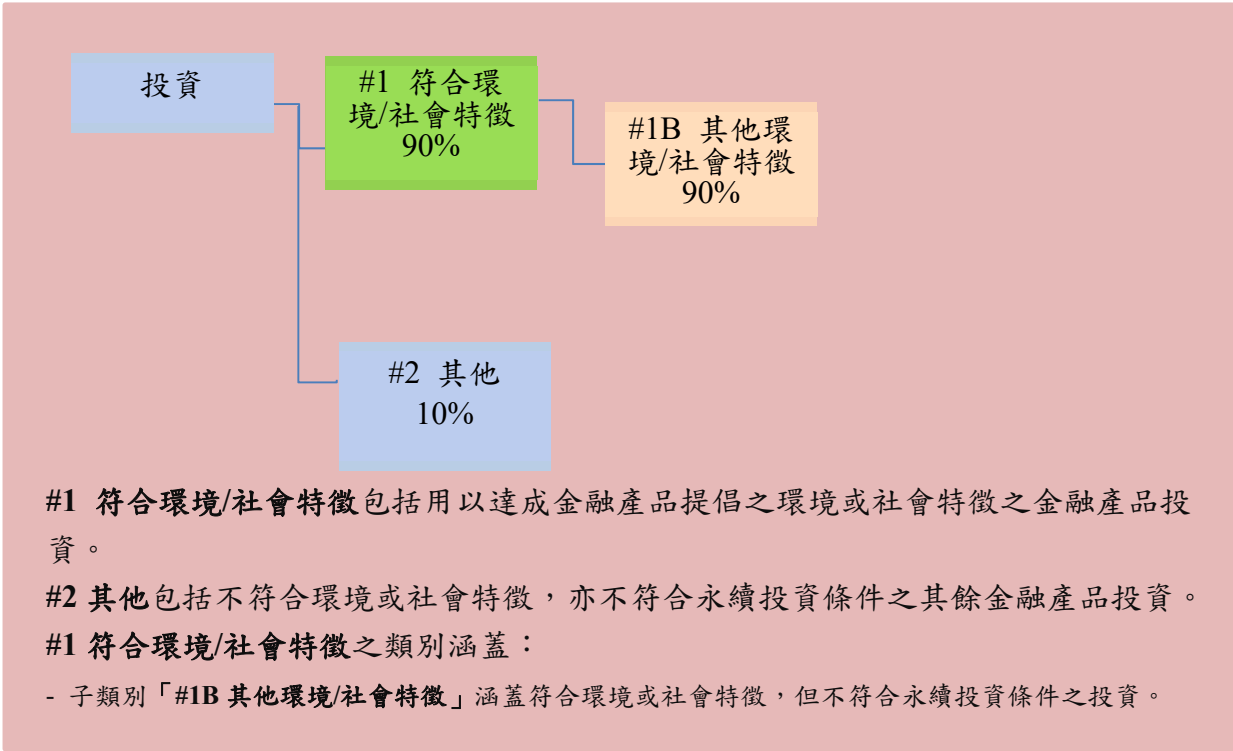 投資
#1 符合環
境/社會特徵
90%
#1B 其他環
境/社會特徵
90%
#2 其他
10%
#1 符合環境/社會特徵包括用以達成金融產品提倡之環境或社會特徵之金融產品投
資。
#2 其他包括不符合環境或社會特徵，亦不符合永續投資條件之其餘金融產品投資。
#1 符合環境/社會特徵之類別涵蓋：
- 子類別「#1B 其他環境/社會特徵」涵蓋符合環境或社會特徵，但不符合永續投資條件之投資。